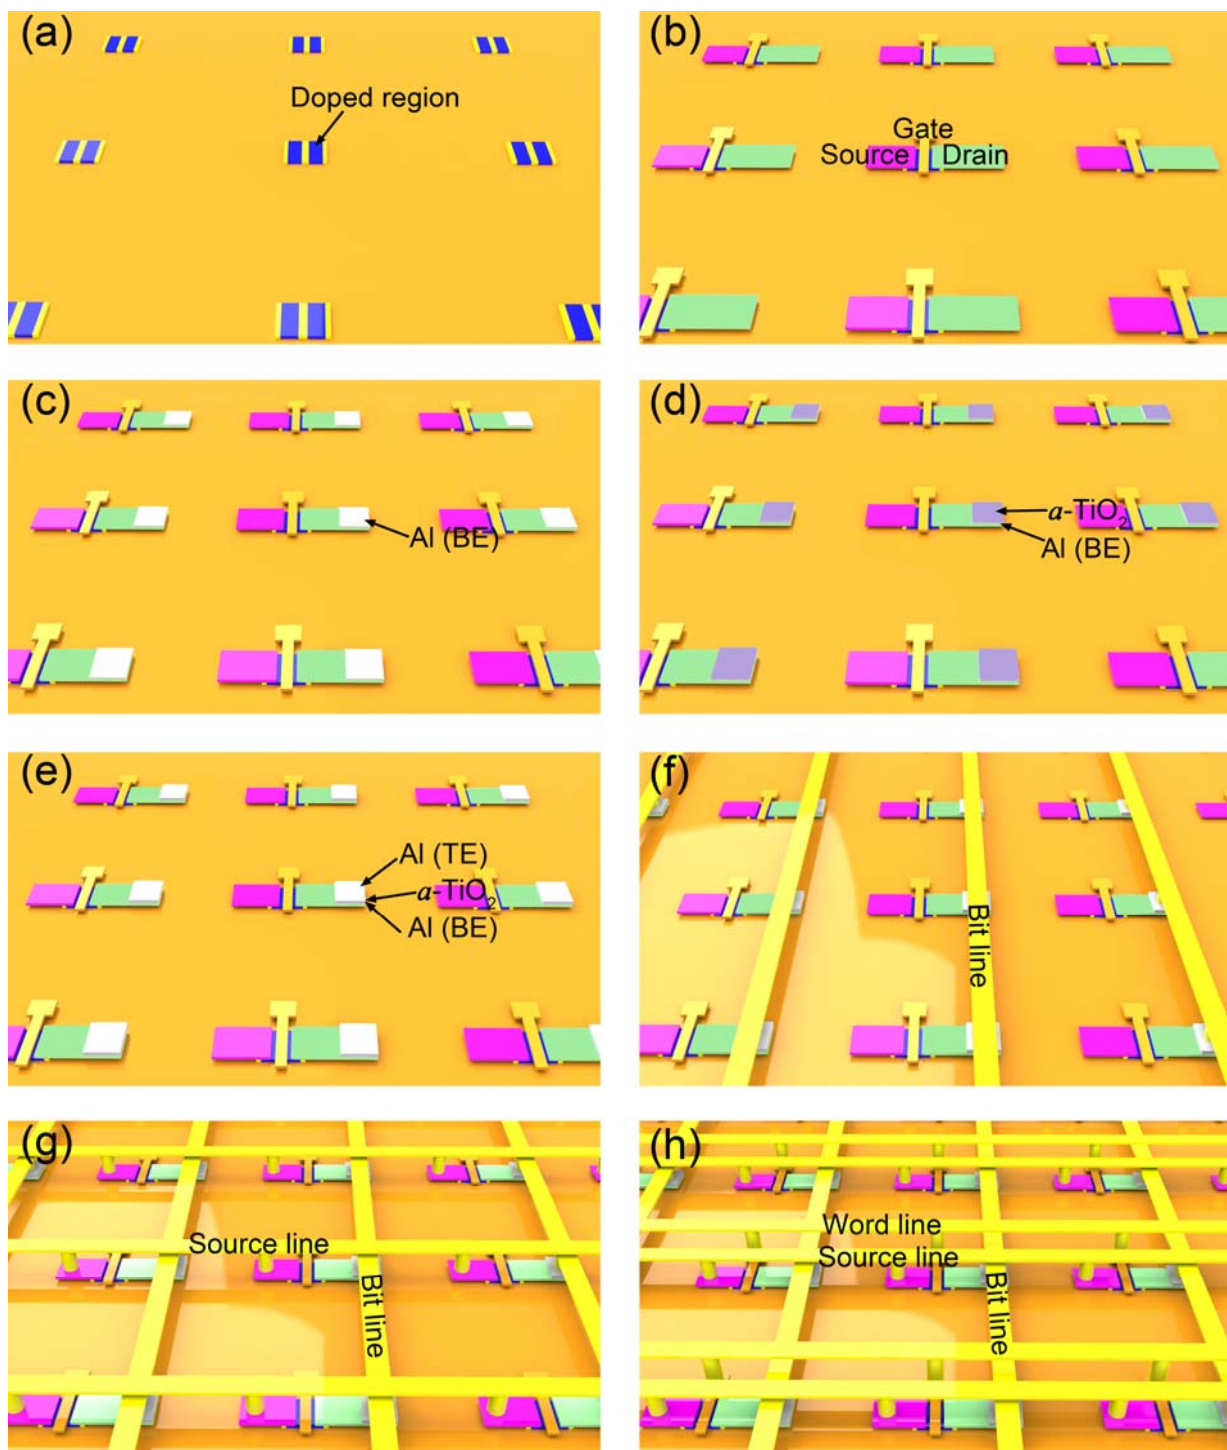 (a)
Doped region
(b)
Gate
Source
Drain
(c)
Al (BE)
(d)
a-TiO₂
Al (BE)
(e)
Al (TE)
a-TiO₂
Al (BE)
(f)
Bit line
(g)
Source line
Bit line
(h)
Word line
Source line
Bit line